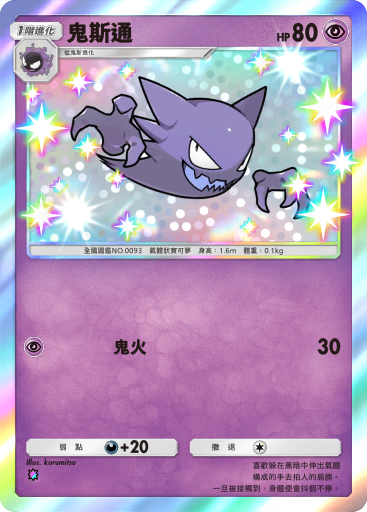 1階進化 鬼斯通 HP 80
從鬼斯進化
全國圖鑑NO.0093 氣體狀寶可夢 身高：1.6m 體重：0.1kg
鬼火 30
弱點 +20 撤退
Illus. kurumitsu
喜歡躲在黑暗中伸出氣體
構成的手去拍人的肩膀。
一旦被接觸到，身體便會抖個不停。